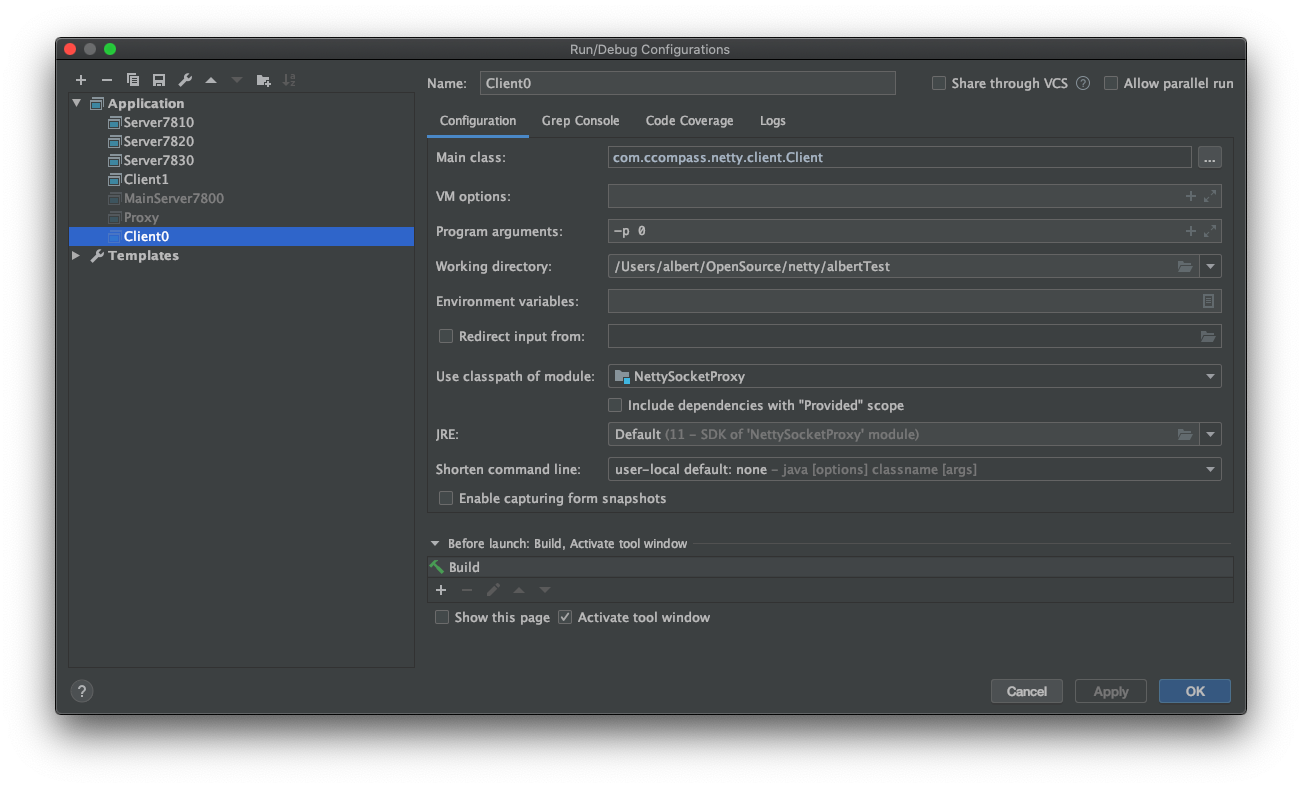 Run/Debug Configurations
Name: Client0 Share through VCS ? Allow parallel run
Application
Server7810
Server7820
Server7830
Client1
MainServer7800
Proxy
Client0
Templates
Configuration Grep Console Code Coverage Logs
Main class: com.ccompass.netty.client.Client ...
VM options:
Program arguments: -p 0
Working directory: /Users/albert/OpenSource/netty/albertTest
Environment variables:
Redirect input from:
Use classpath of module: NettySocketProxy
Include dependencies with "Provided" scope
JRE: Default (11 – SDK of 'NettySocketProxy' module)
Shorten command line: user-local default: none – java [options] classname [args]
Enable capturing form snapshots
Before launch: Build, Activate tool window
Build
Show this page Activate tool window
? Cancel Apply OK